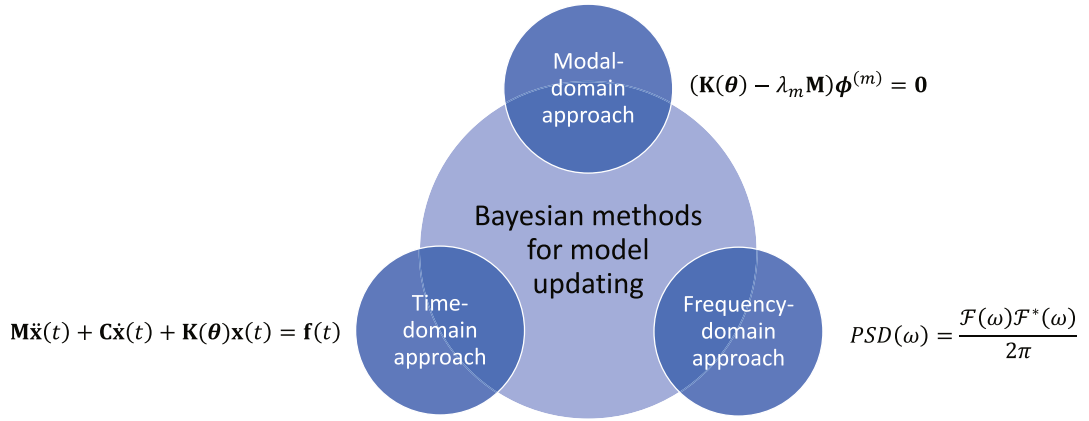 Modal-
domain
approach
(𝐊(𝜽) − λₘ𝐌)𝝓⁽ᵐ⁾ = 𝟎
Bayesian methods
for model
updating
Time-
domain
approach
𝐌𝐱̈(t) + 𝐂𝐱̇(t) + 𝐊(𝜽)𝐱(t) = 𝐟(t)
Frequency-
domain
approach
PSD(ω) = ℱ(ω)ℱ*(ω) / 2π